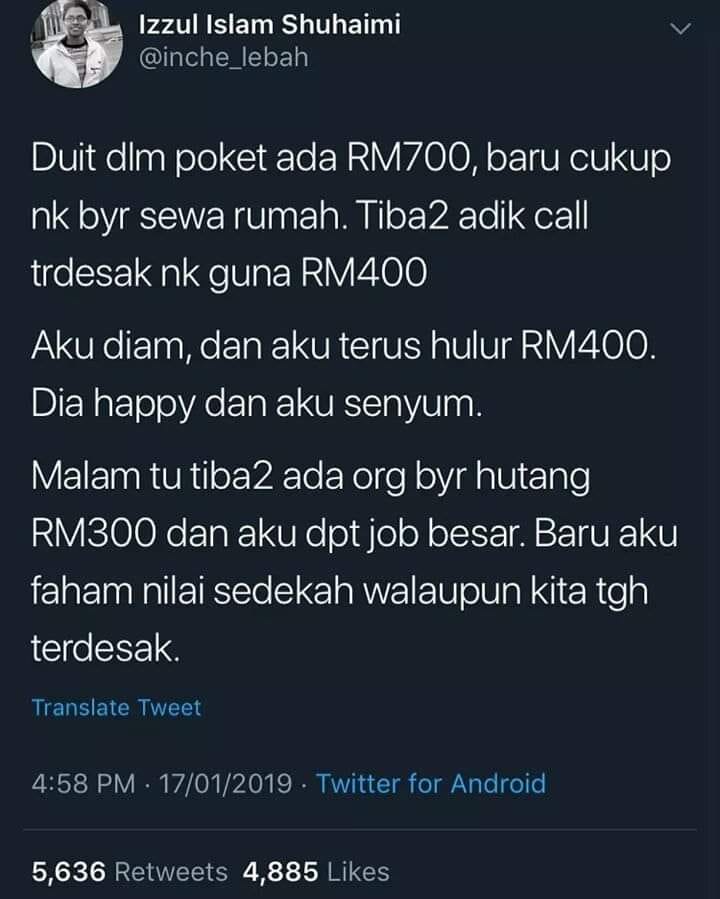 Izzul Islam Shuhaimi
@inche_lebah
Duit dlm poket ada RM700, baru cukup
nk byr sewa rumah. Tiba2 adik call
trdesak nk guna RM400
Aku diam, dan aku terus hulur RM400.
Dia happy dan aku senyum.
Malam tu tiba2 ada org byr hutang
RM300 dan aku dpt job besar. Baru aku
faham nilai sedekah walaupun kita tgh
terdesak.
Translate Tweet
4:58 PM · 17/01/2019 · Twitter for Android
5,636 Retweets 4,885 Likes